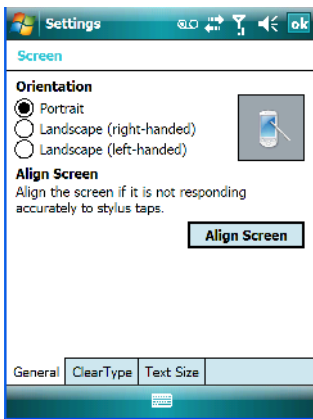 Settings
ok
Screen
Orientation
Portrait
Landscape (right-handed)
Landscape (left-handed)
Align Screen
Align the screen if it is not responding
accurately to stylus taps.
Align Screen
General ClearType Text Size